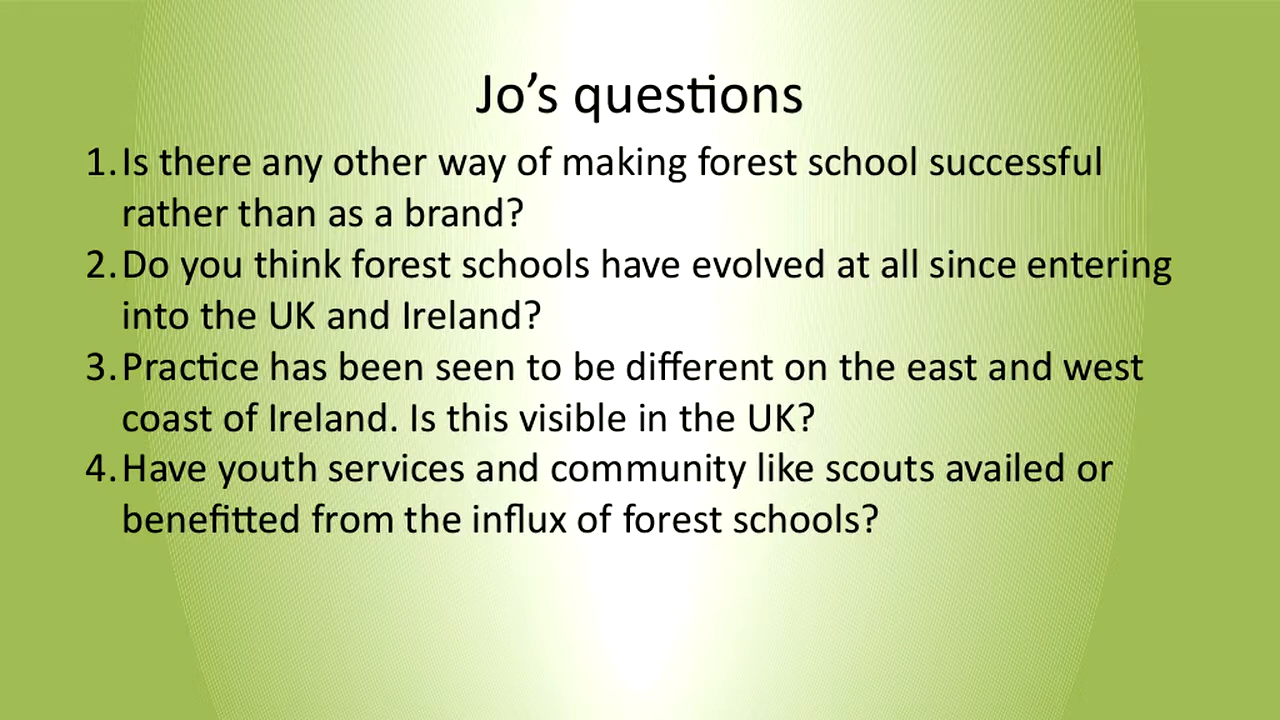 Jo’s questions
1. Is there any other way of making forest school successful
rather than as a brand?
2. Do you think forest schools have evolved at all since entering
into the UK and Ireland?
3. Practice has been seen to be different on the east and west
coast of Ireland. Is this visible in the UK?
4. Have youth services and community like scouts availed or
benefitted from the influx of forest schools?